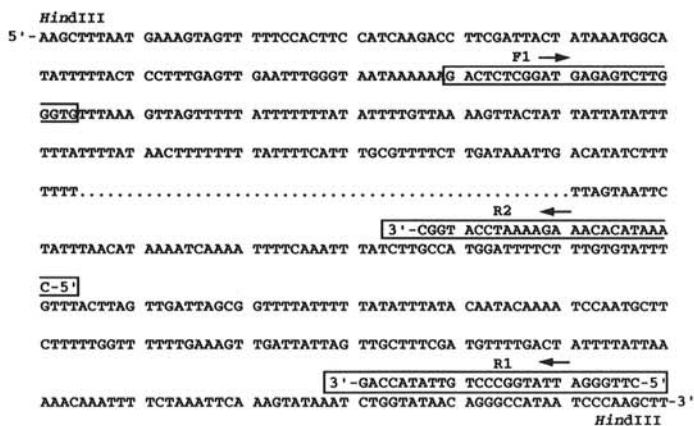 HindIII
5'-AAGCTTTAAT GAAAGTAGTT TTTCCACTTC CATCAAGACC TTCGATTACT ATAAATGGCA
F1
TATTTTTACT CCTTTGAGTT GAATTTGGGT AATAAAAAAG ACTCTCGGAT GAGAGTCTTG
GGTGTTTAAA GTTAGTTTTT ATTTTTTTAT ATTTTGTTAA AAGTTACTAT TATTATATTT
TTTATTTTAT AACTTTTTTT TATTTTCATT TGCGTTTTCT TGATAAATTG ACATATCTTT
TTTT..................................................TTAGTAATTC
R2
3'-CGGT ACCTAAAAGA AACACATAAA
TATTTAACAT AAAATCAAAA TTTTCAAATT TATCTTGCCA TGGATTTTCT TTGTGTATTT
C-5'
GTTTACTTAG TTGATTAGCG GTTTTATTTT TATATTTATA CAATACAAAA TCCAATGCTT
CTTTTTGGTT TTTTGAAAGT TGATTATTAG TTGCTTTCGA TGTTTTGACT ATTTTATTAA
R1
3'-GACCATATTG TCCCGGTATT AGGGTTC-5'
AAACAAATTT TCTAAATTCA AAGTATAAAT CTGGTATAAC AGGGCCATAA TCCCAAGCTT-3'
HindIII